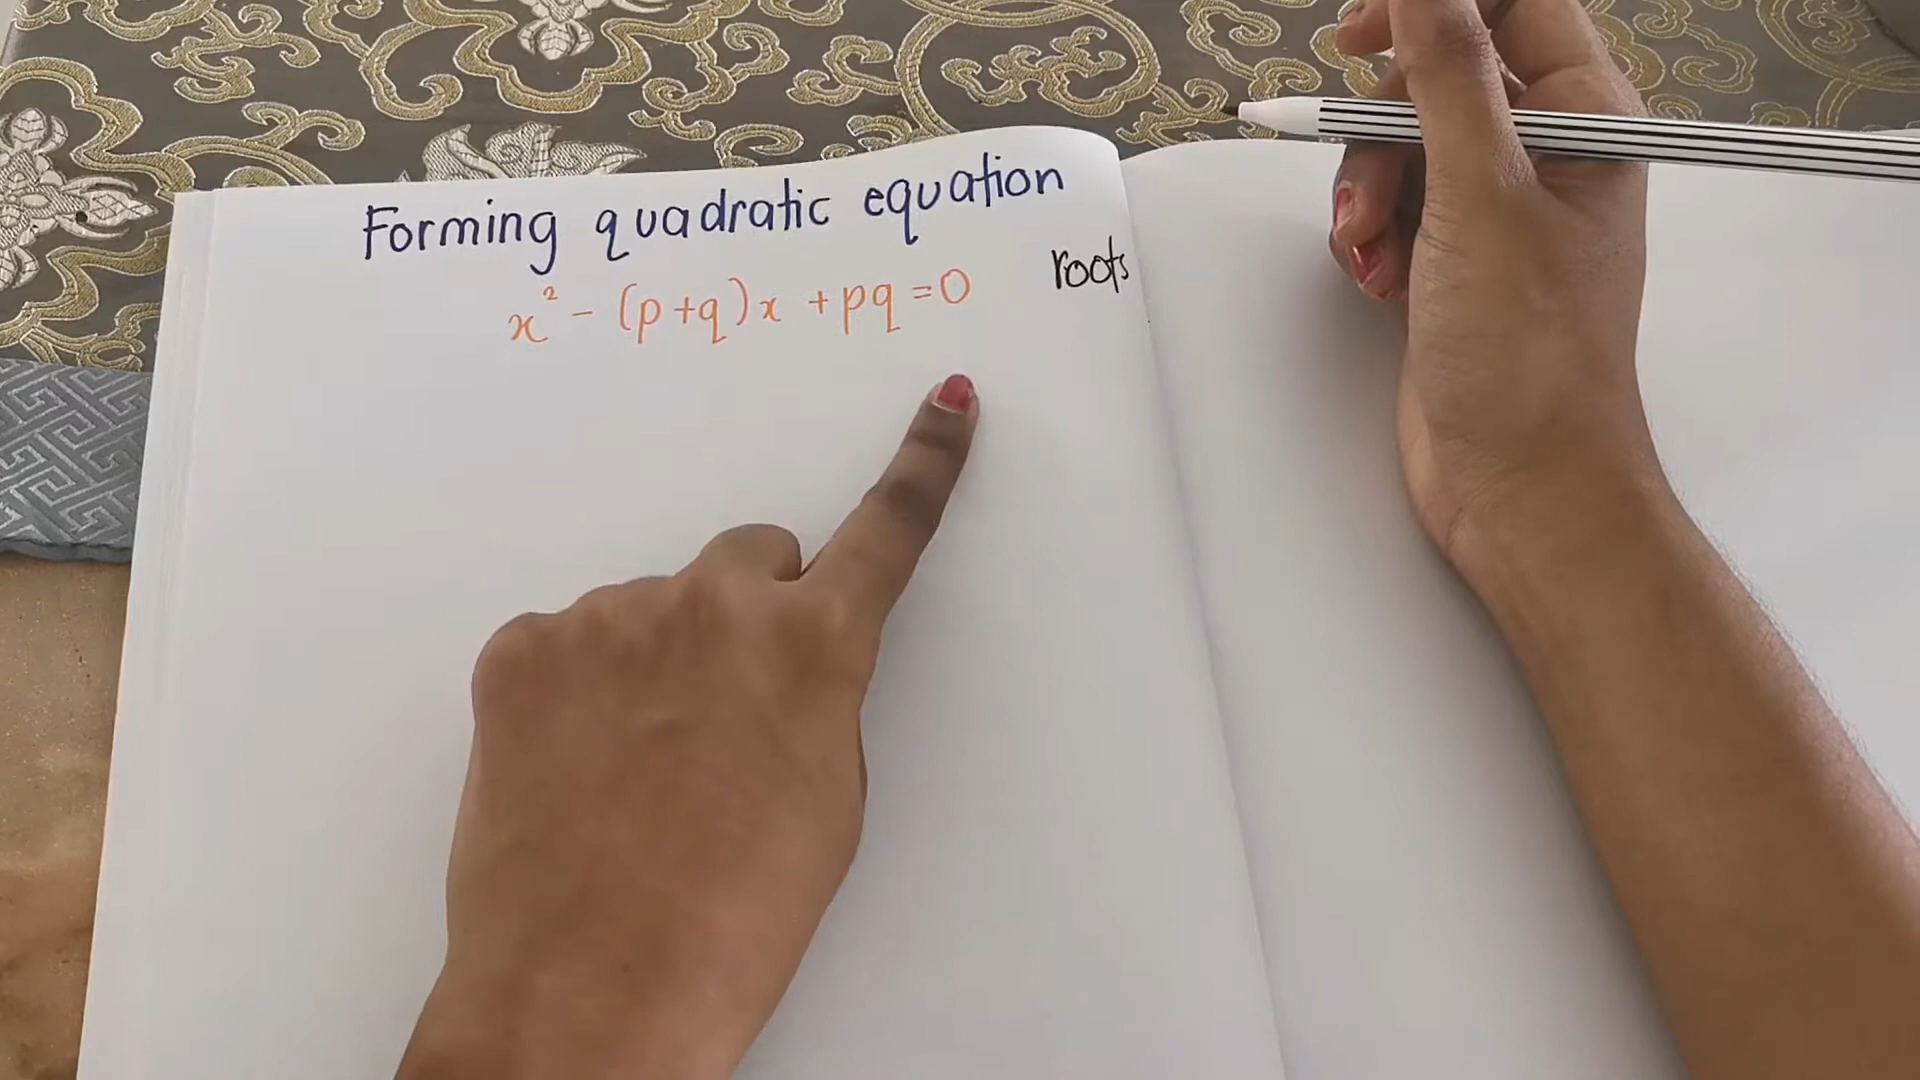 Forming quadratic equation
x² - (p+q)x + pq = 0
roots